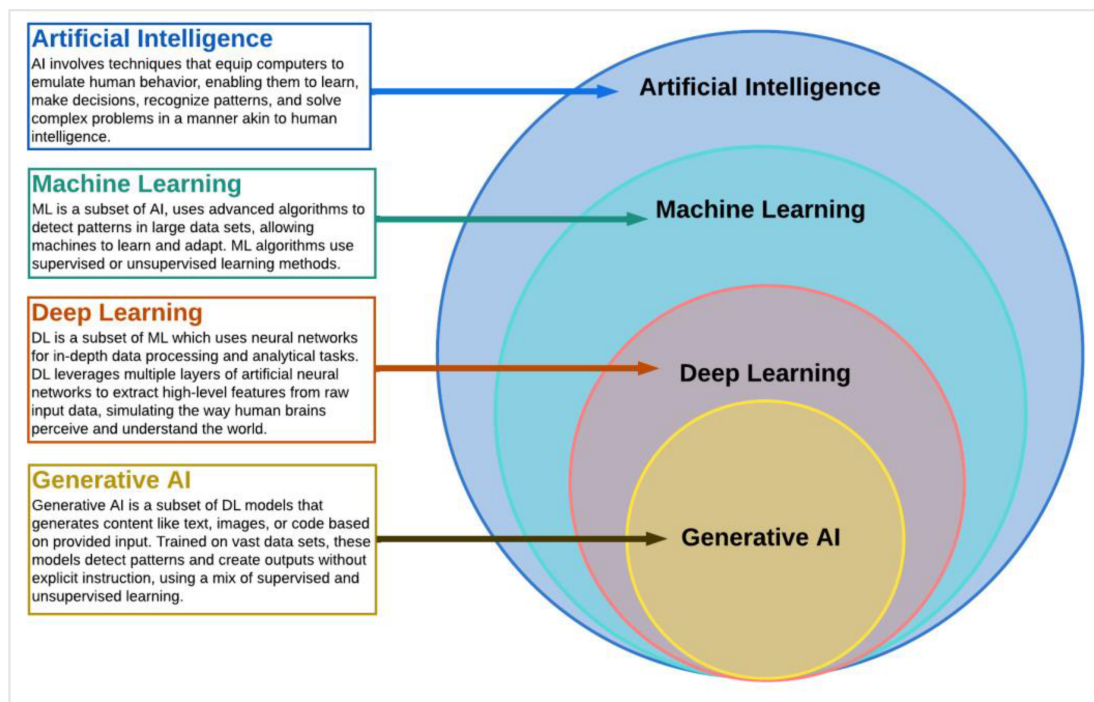 Artificial Intelligence
AI involves techniques that equip computers to
emulate human behavior, enabling them to learn,
make decisions, recognize patterns, and solve
complex problems in a manner akin to human
intelligence.
Machine Learning
ML is a subset of AI, uses advanced algorithms to
detect patterns in large data sets, allowing
machines to learn and adapt. ML algorithms use
supervised or unsupervised learning methods.
Deep Learning
DL is a subset of ML which uses neural networks
for in-depth data processing and analytical tasks.
DL leverages multiple layers of artificial neural
networks to extract high-level features from raw
input data, simulating the way human brains
perceive and understand the world.
Generative AI
Generative AI is a subset of DL models that
generates content like text, images, or code based
on provided input. Trained on vast data sets, these
models detect patterns and create outputs without
explicit instruction, using a mix of supervised and
unsupervised learning.
Artificial Intelligence
Machine Learning
Deep Learning
Generative AI